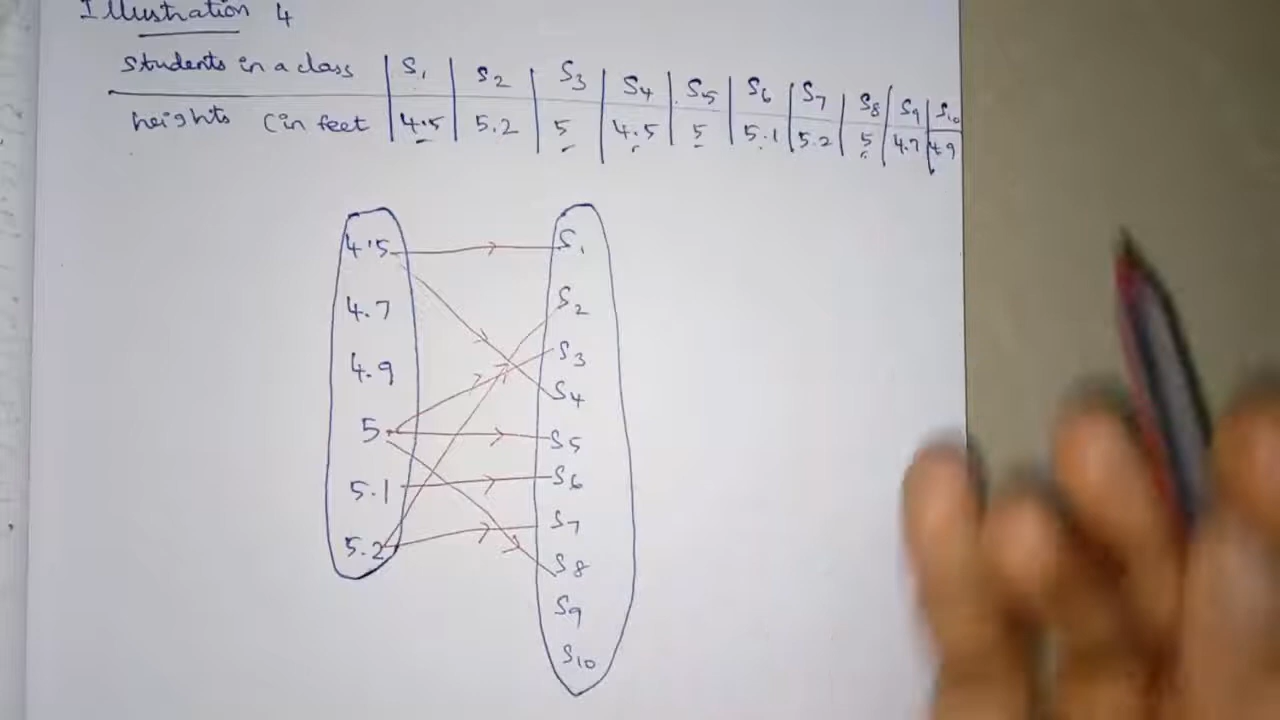 Illustration 4
Students in a class S1 S2 S3 S4 S5 S6 S7 S8 S9 S10
heights (in feet 4.5 5.2 5 4.5 5 5.1 5.2 5 4.7 4.9
4.5 S1
4.7 S2
4.9 S3
S4
5 S5
5.1 S6
S7
5.2 S8
S9
S10